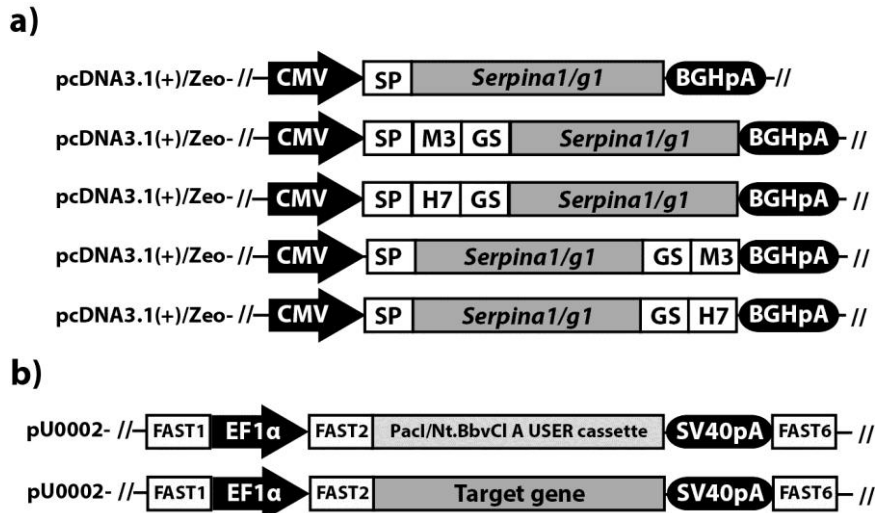 a)
pcDNA3.1(+)/Zeo- // CMV SP Serpina1/g1 BGHpA //
pcDNA3.1(+)/Zeo- // CMV SP M3 GS Serpina1/g1 BGHpA //
pcDNA3.1(+)/Zeo- // CMV SP H7 GS Serpina1/g1 BGHpA //
pcDNA3.1(+)/Zeo- // CMV SP Serpina1/g1 GS M3 BGHpA //
pcDNA3.1(+)/Zeo- // CMV SP Serpina1/g1 GS H7 BGHpA //
b)
pU0002- // FAST1 EF1α FAST2 PacI/Nt.BbvCI A USER cassette SV40pA FAST6 //
pU0002- // FAST1 EF1α FAST2 Target gene SV40pA FAST6 //